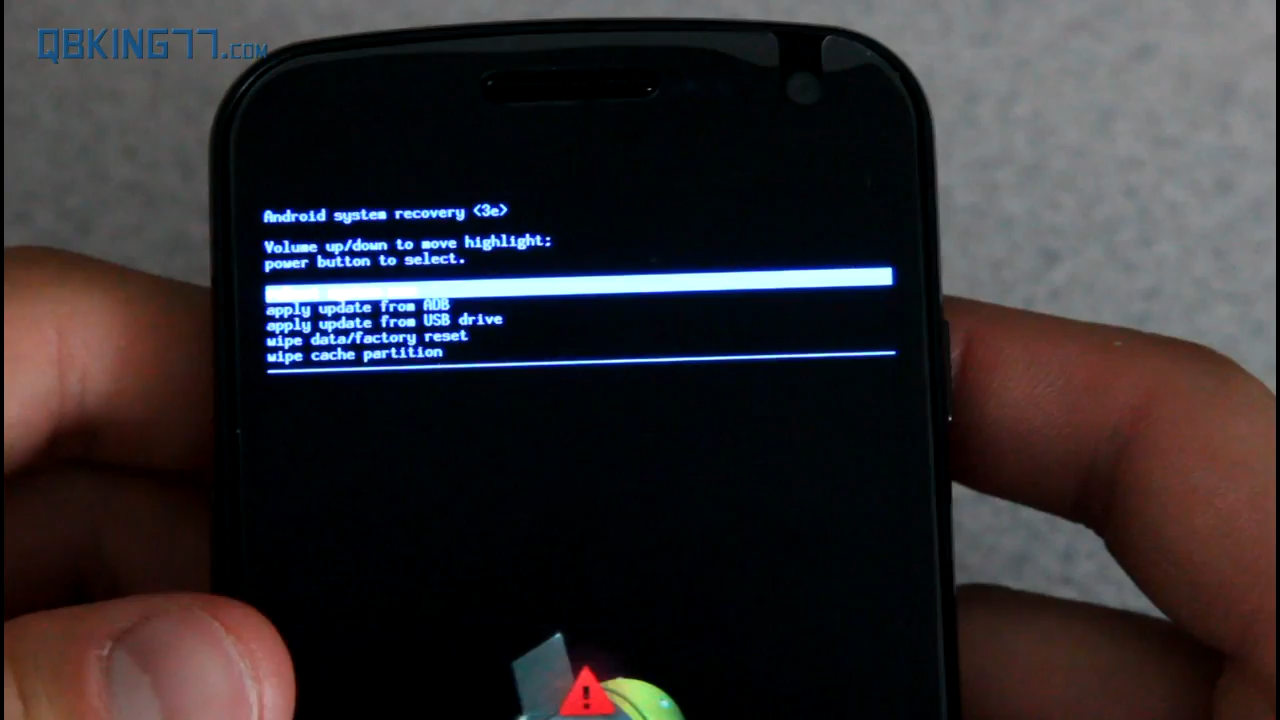 QBKING77.COM
Android system recovery <3e>
Volume up/down to move highlight;
power button to select.
apply update from ADB
apply update from USB drive
wipe data/factory reset
wipe cache partition